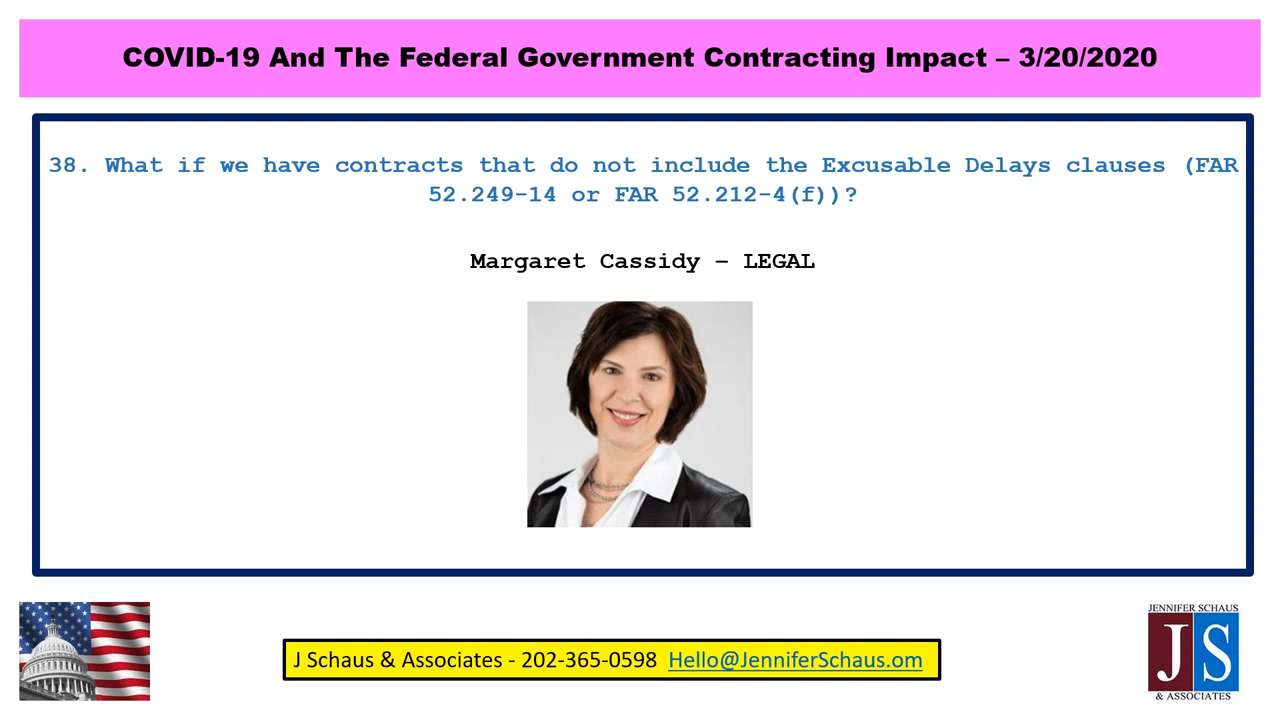 COVID-19 And The Federal Government Contracting Impact – 3/20/2020
38. What if we have contracts that do not include the Excusable Delays clauses (FAR
52.249-14 or FAR 52.212-4(f))?
Margaret Cassidy – LEGAL
J Schaus & Associates - 202-365-0598 Hello@JenniferSchaus.om
JENNIFER SCHAUS
JS
& ASSOCIATES